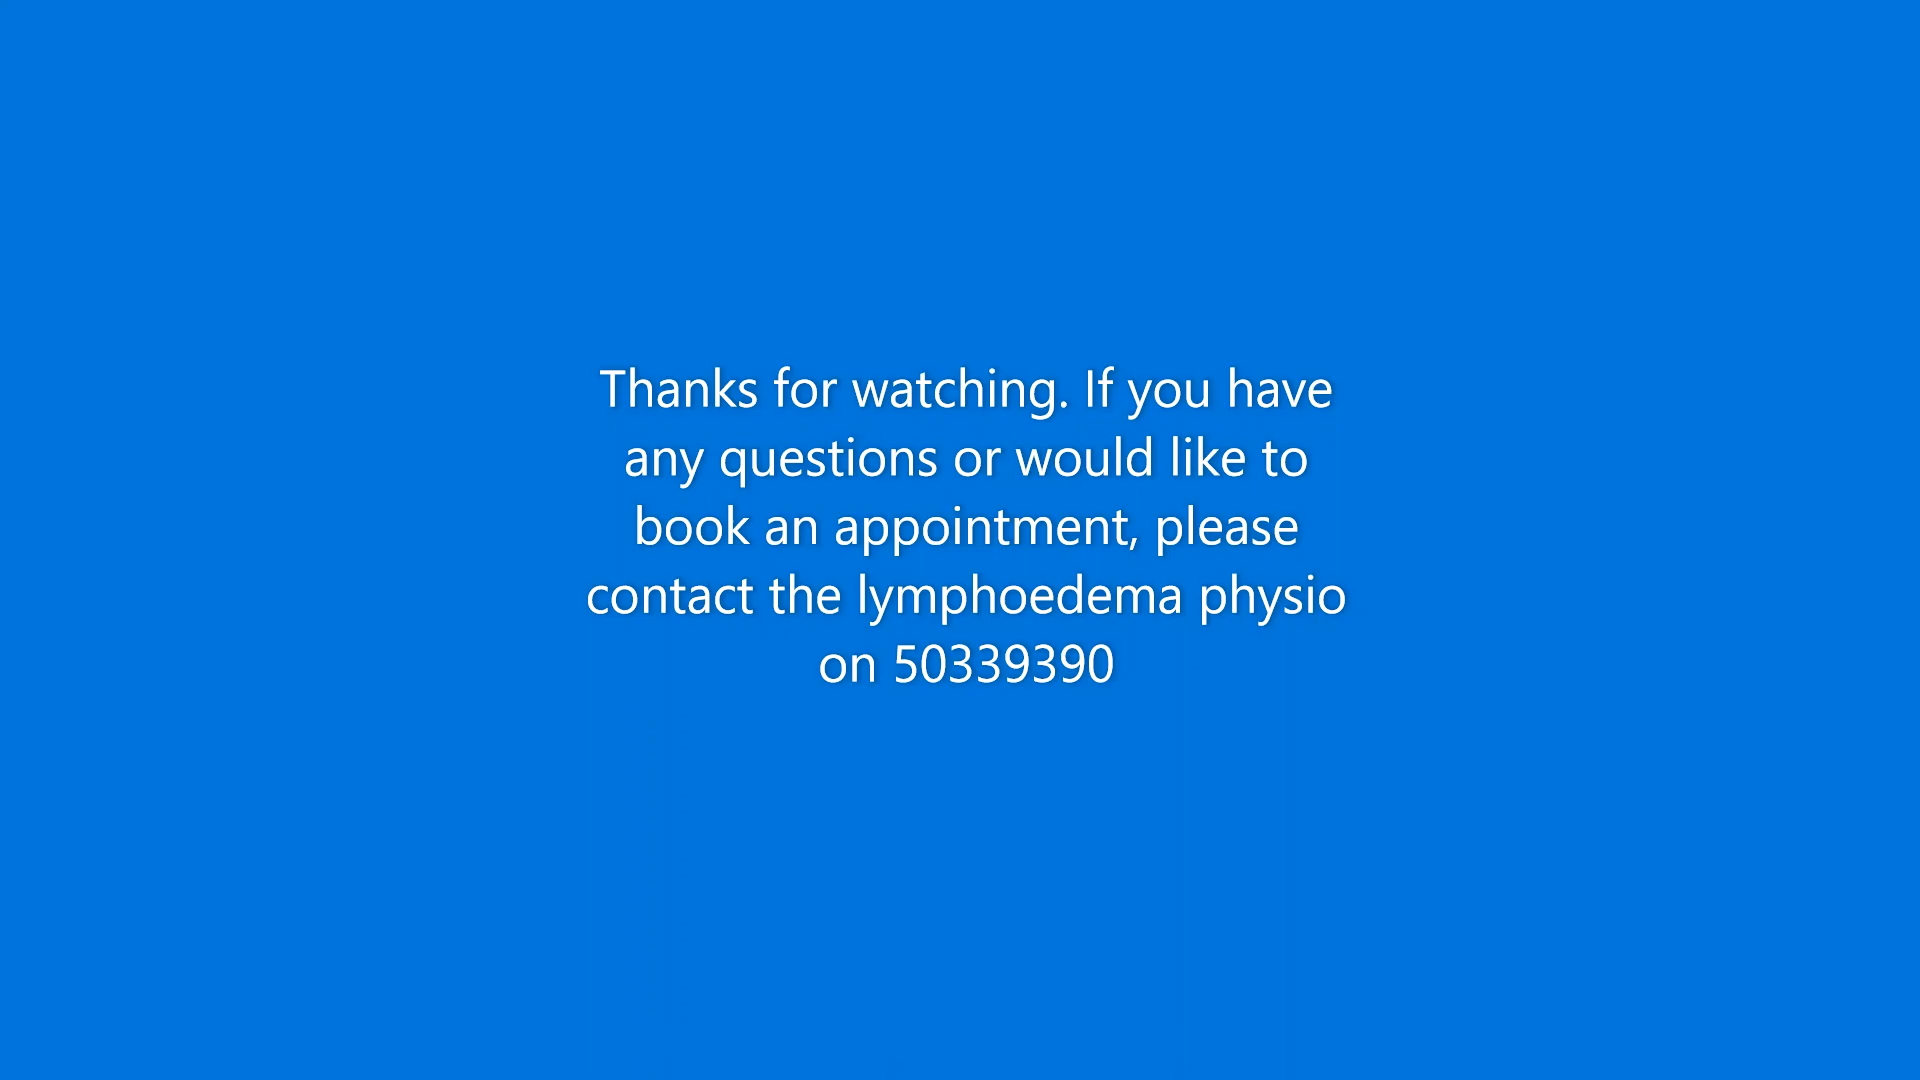 Thanks for watching. If you have
any questions or would like to
book an appointment, please
contact the lymphoedema physio
on 50339390